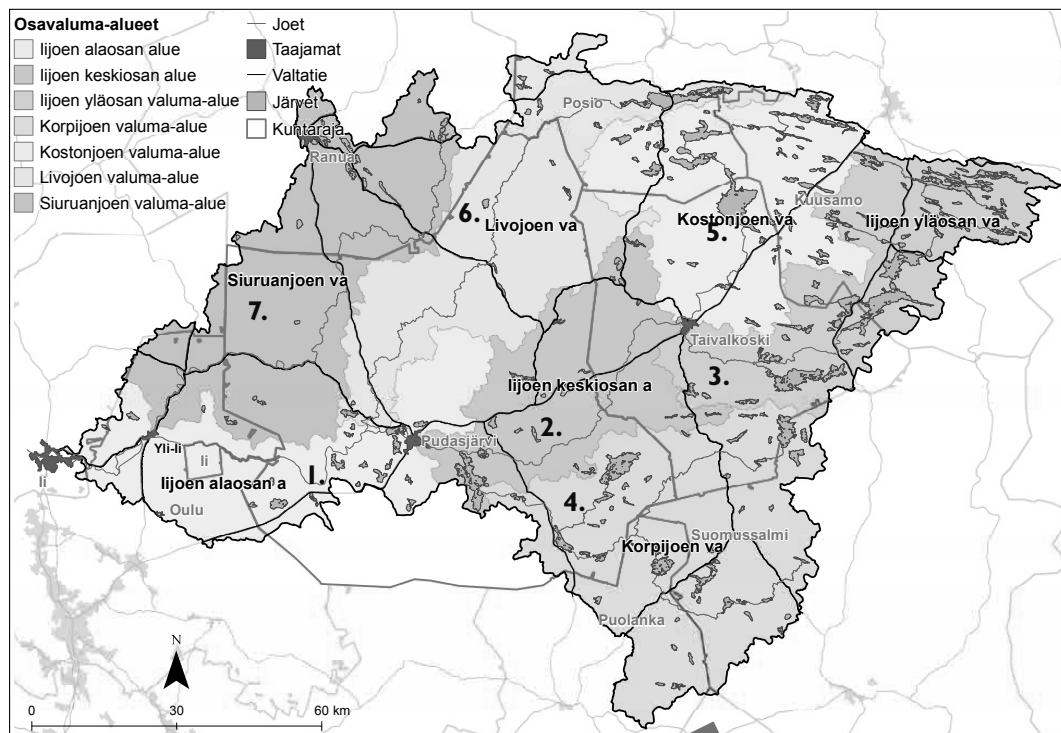 Osavaluma-alueet
Iijoen alaosan alue
Iijoen keskiosan alue
Iijoen yläosan valuma-alue
Korpijoen valuma-alue
Kostonjoen valuma-alue
Livojoen valuma-alue
Siuruanjoen valuma-alue
Joet
Taajamat
Valtatie
Järvet
Kuntaraja
Posio
Ranua
6.
Livojoen va
Kostonjoen va
5.
Kuusamo
Iijoen yläosan va
Siuruanjoen va
7.
Taivalkoski
3.
Iijoen keskiosan a
2.
Pudasjärvi
Yli-Ii
Ii
Ii
1.
Iijoen alaosan a
Oulu
4.
Korpijoen va
Suomussalmi
Puolanka
N
0 30 60 km